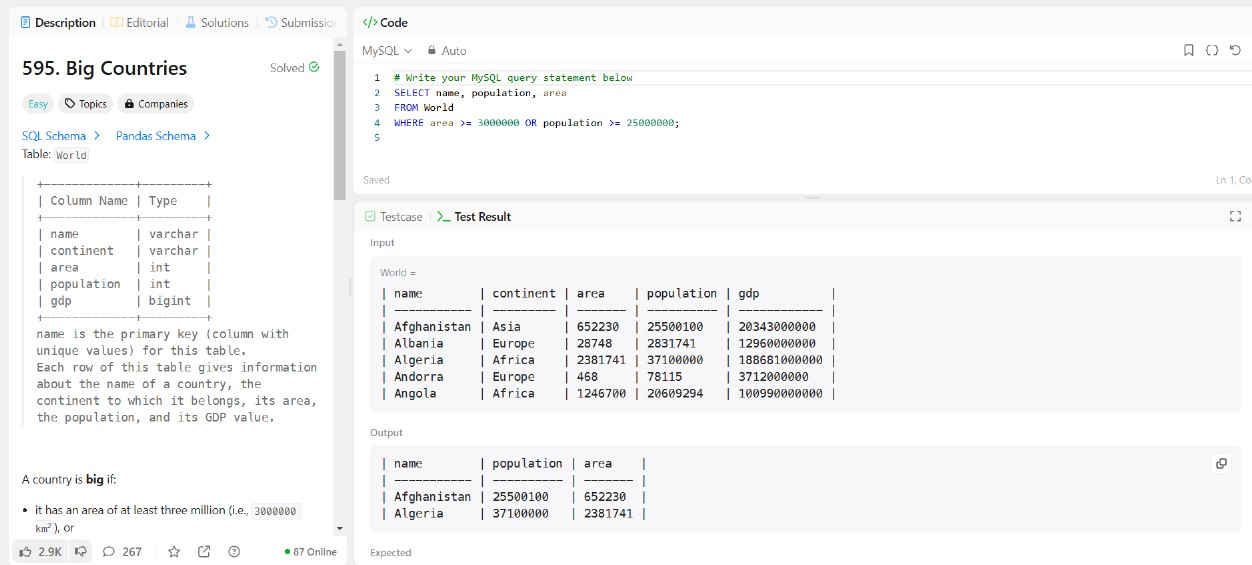 Description | Editorial | Solutions | Submissio
595. Big Countries
Solved
Easy Topics Companies
SQL Schema > Pandas Schema >
Table: World
+-------------+---------+
| Column Name | Type    |
+-------------+---------+
| name        | varchar |
| continent   | varchar |
| area        | int     |
| population  | int     |
| gdp         | bigint  |
+-------------+---------+
name is the primary key (column with
unique values) for this table.
Each row of this table gives information
about the name of a country, the
continent to which it belongs, its area,
the population, and its GDP value.
A country is big if:
• it has an area of at least three million (i.e., 3000000
km²), or
2.9K 267 87 Online
</> Code
MySQL Auto
1 # Write your MySQL query statement below
2 SELECT name, population, area
3 FROM World
4 WHERE area >= 3000000 OR population >= 25000000;
5
Saved Ln 1, Co
Testcase | >_ Test Result
Input
World =
| name        | continent | area    | population | gdp          |
| ----------- | --------- | ------- | ---------- | ------------ |
| Afghanistan | Asia      | 652230  | 25500100   | 20343000000  |
| Albania     | Europe    | 28748   | 2831741    | 12960000000  |
| Algeria     | Africa    | 2381741 | 37100000   | 188681000000 |
| Andorra     | Europe    | 468     | 78115      | 3712000000   |
| Angola      | Africa    | 1246700 | 20609294   | 100990000000 |
Output
| name        | population | area    |
| ----------- | ---------- | ------- |
| Afghanistan | 25500100   | 652230  |
| Algeria     | 37100000   | 2381741 |
Expected